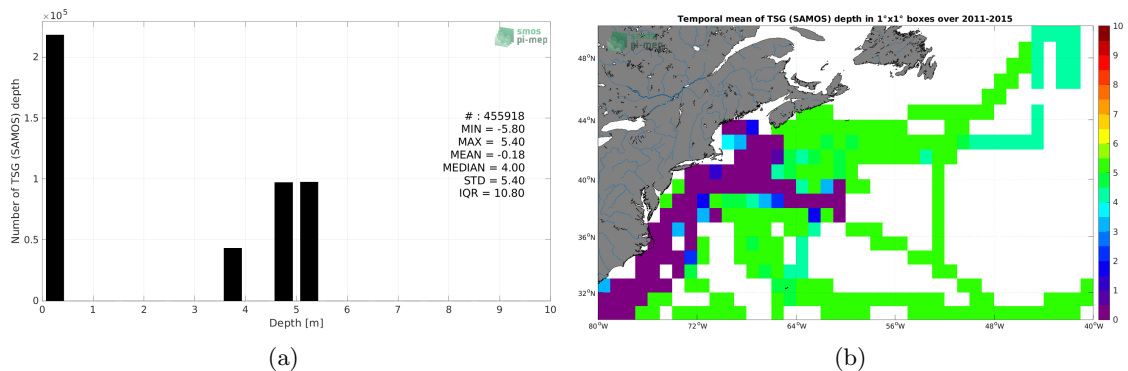 ×10⁵
smos
pi-mep
# : 455918
MIN = -5.80
MAX = 5.40
MEAN = -0.18
MEDIAN = 4.00
STD = 5.40
IQR = 10.80
Number of TSG (SAMOS) depth
2
1.5
1
0.5
0
0 1 2 3 4 5 6 7 8 9 10
Depth [m]
(a)
Temporal mean of TSG (SAMOS) depth in 1°x1° boxes over 2011-2015
smos
pi-mep
48°N
44°N
40°N
36°N
32°N
80°W 72°W 64°W 56°W 48°W 40°W
10
9
8
7
6
5
4
3
2
1
0
(b)